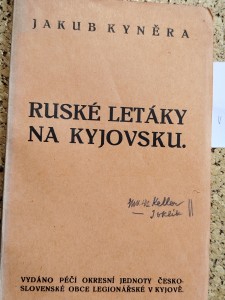 JAKUB KYNĚRA
RUSKÉ LETÁKY
NA KYJOVSKU.
VYDÁNO PÉČÍ OKRESNÍ JEDNOTY ČESKO-
SLOVENSKÉ OBCE LEGIONÁŘSKÉ V KYJOVĚ.